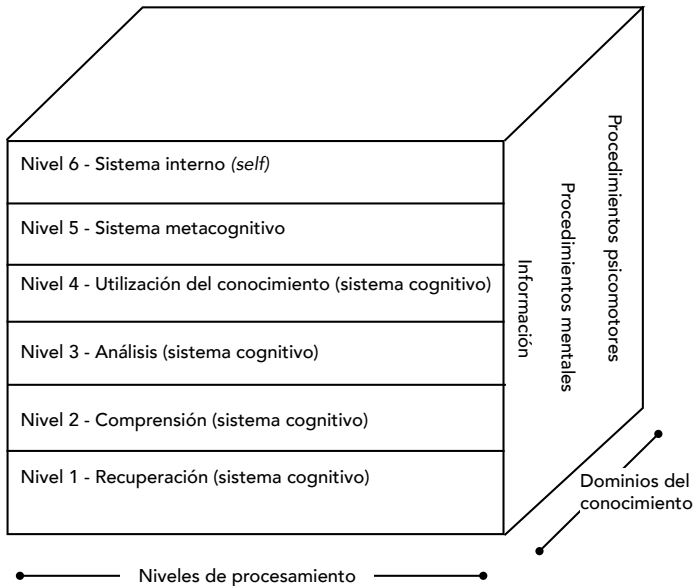 Nivel 6 - Sistema interno (self)
Nivel 5 - Sistema metacognitivo
Nivel 4 - Utilización del conocimiento (sistema cognitivo)
Nivel 3 - Análisis (sistema cognitivo)
Nivel 2 - Comprensión (sistema cognitivo)
Nivel 1 - Recuperación (sistema cognitivo)
Información
Procedimientos mentales
Procedimientos psicomotores
Dominios del
conocimiento
Niveles de procesamiento